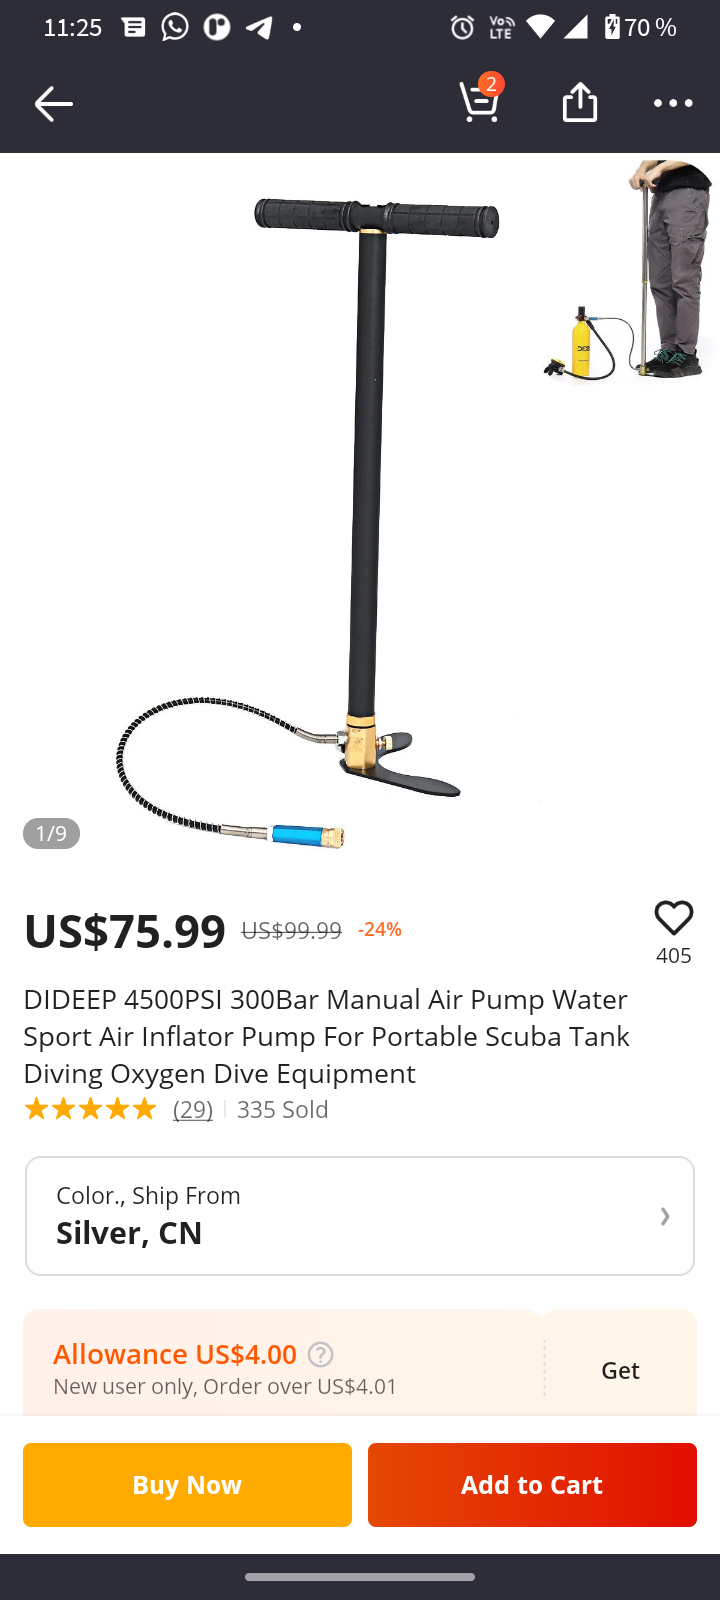 11:25
Vo LTE
70 %
2
1/9
US$75.99 US$99.99 -24%
405
DIDEEP 4500PSI 300Bar Manual Air Pump Water
Sport Air Inflator Pump For Portable Scuba Tank
Diving Oxygen Dive Equipment
(29) 335 Sold
Color., Ship From
Silver, CN
Allowance US$4.00 ?
New user only, Order over US$4.01
Get
Buy Now
Add to Cart